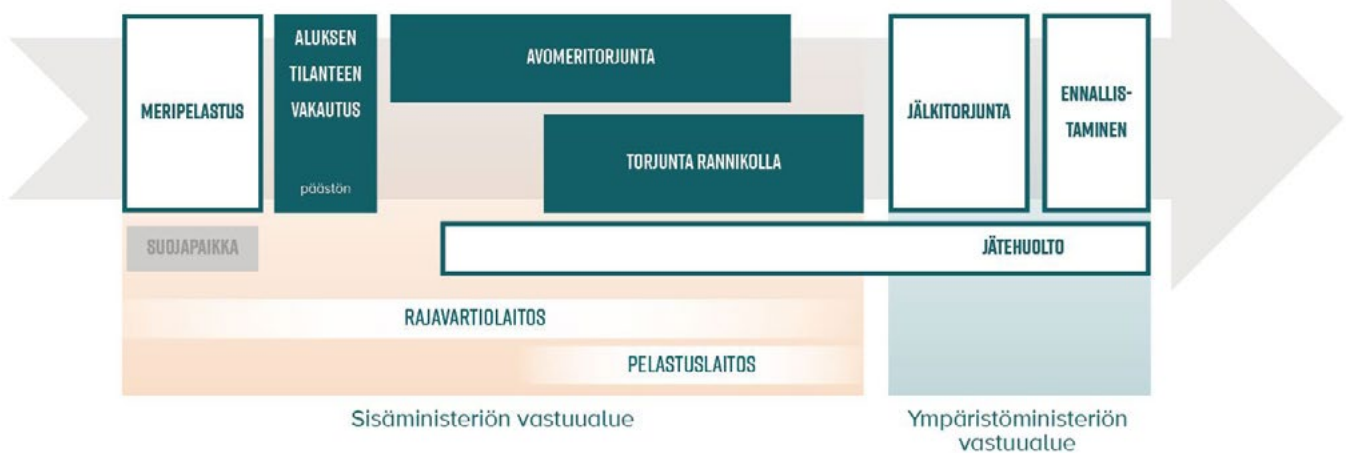 MERIPELASTUS
ALUKSEN
TILANTEEN
VAKAUTUS
päästön
AVOMERITORJUNTA
TORJUNTA RANNIKOLLA
JÄLKITORJUNTA
ENNALLIS-
TAMINEN
SUOJAPAIKKA
JÄTEHUOLTO
RAJAVARTIOLAITOS
PELASTUSLAITOS
Sisäministeriön vastuualue
Ympäristöministeriön
vastuualue